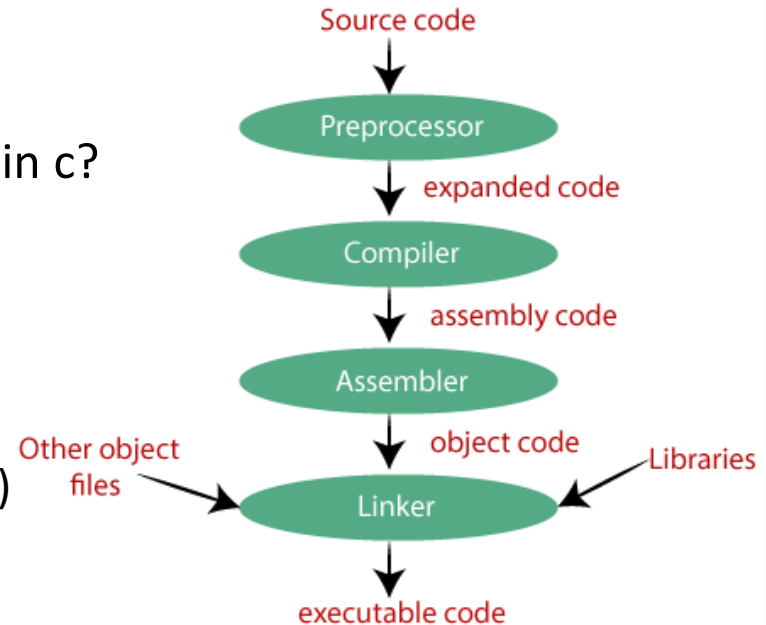 Source code
Preprocessor
in c?
expanded code
Compiler
assembly code
Assembler
object code
Other object
files
)
Libraries
Linker
executable code